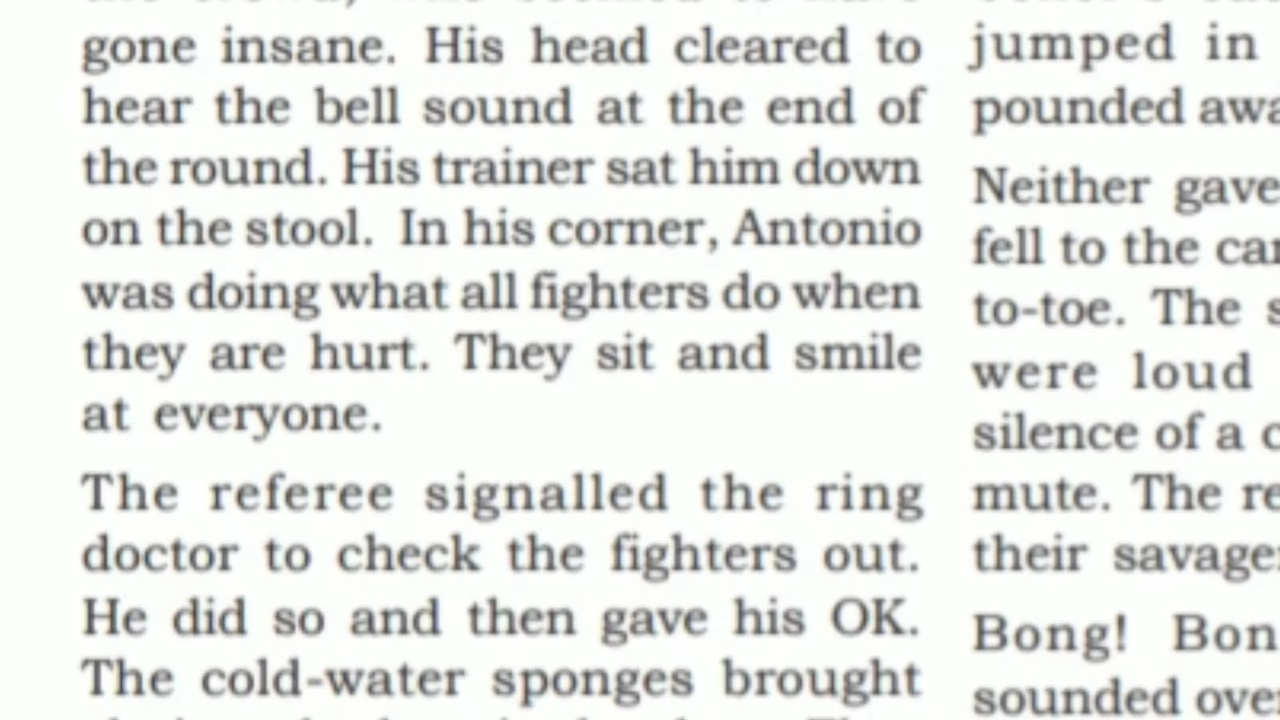 gone insane. His head cleared to
hear the bell sound at the end of
the round. His trainer sat him down
on the stool. In his corner, Antonio
was doing what all fighters do when
they are hurt. They sit and smile
at everyone.
The referee signalled the ring
doctor to check the fighters out.
He did so and then gave his OK.
The cold-water sponges brought
jumped in
pounded
Neither gave
fell to the
to-toe. The
were loud
silence of a
mute. The
their
Bong!
sounded